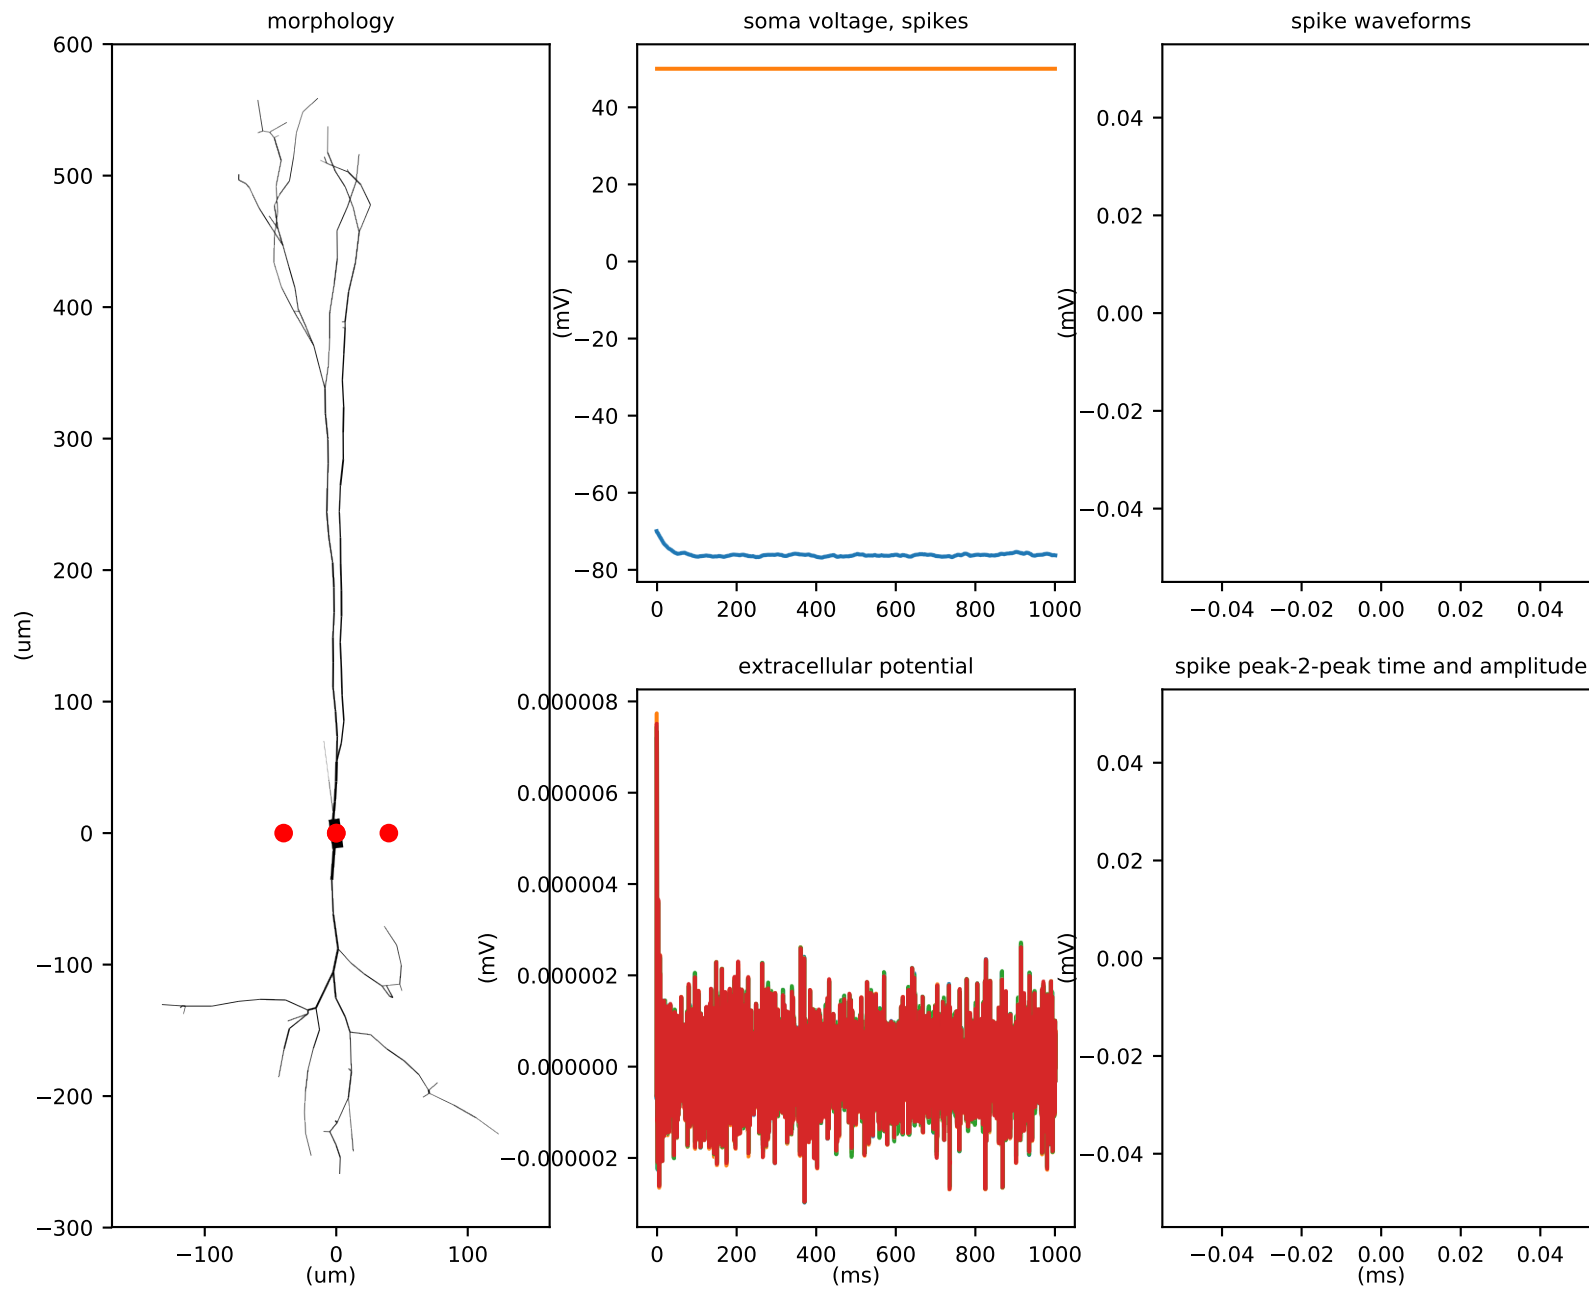 morphology
600
500
400
300
200
100
0
−100
−200
−300
(um)
−100 0 100
(um)
soma voltage, spikes
40
20
0
−20
−40
−60
−80
(mV)
0 200 400 600 800 1000
spike waveforms
0.04
0.02
0.00
−0.02
−0.04
(mV)
−0.04 −0.02 0.00 0.02 0.04
extracellular potential
0.000008
0.000006
0.000004
0.000002
0.000000
−0.000002
(mV)
0 200 400 600 800 1000
(ms)
spike peak-2-peak time and amplitude
0.04
0.02
0.00
−0.02
−0.04
(mV)
−0.04 −0.02 0.00 0.02 0.04
(ms)